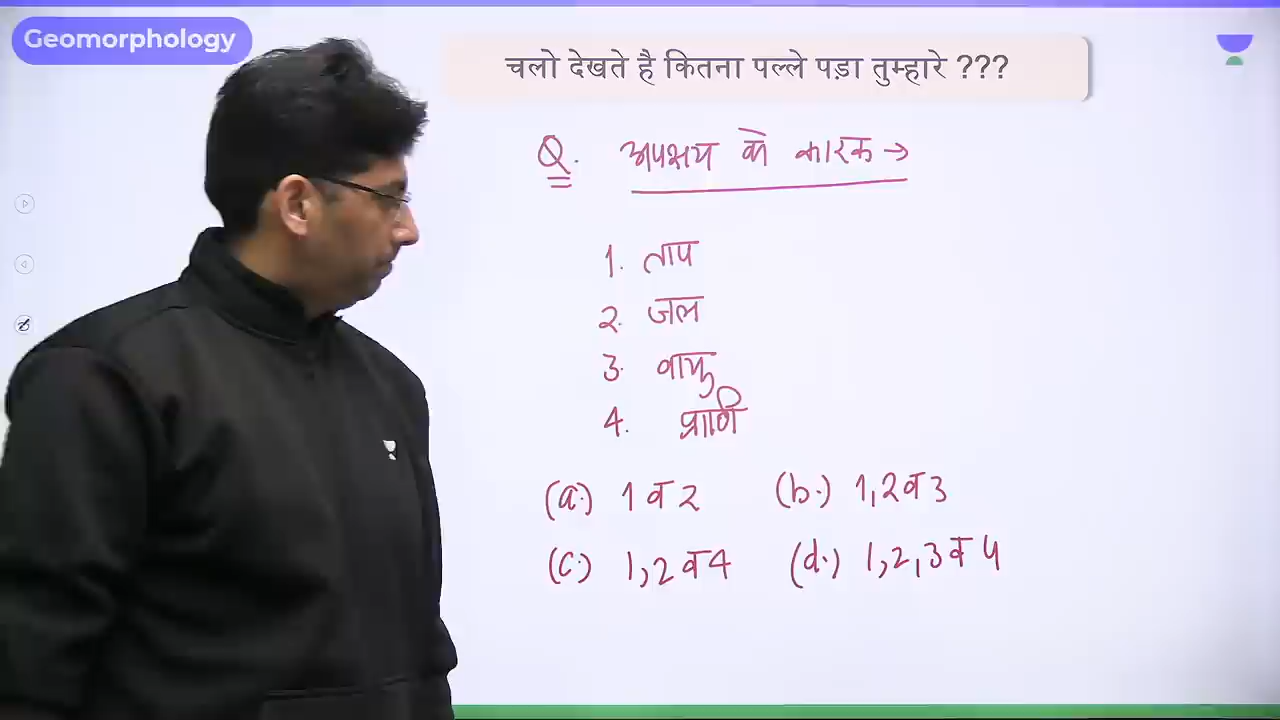 Geomorphology
चलो देखते है कितना पल्ले पड़ा तुम्हारे ???
Q. अपक्षय के कारक →
1. ताप
2. जल
3. वायु
4. प्राणि
(a.) 1 व 2 (b.) 1,2 व 3
(c.) 1,2 व 4 (d.) 1,2,3 व 4